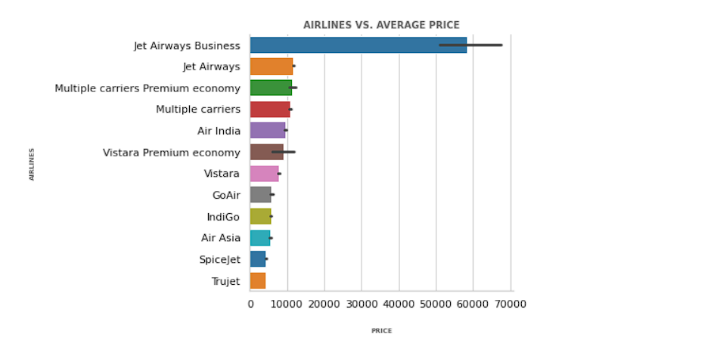 AIRLINES VS. AVERAGE PRICE
Jet Airways Business
Jet Airways
Multiple carriers Premium economy
Multiple carriers
Air India
Vistara Premium economy
Vistara
GoAir
IndiGo
Air Asia
SpiceJet
Trujet
AIRLINES
0 10000 20000 30000 40000 50000 60000 70000
PRICE